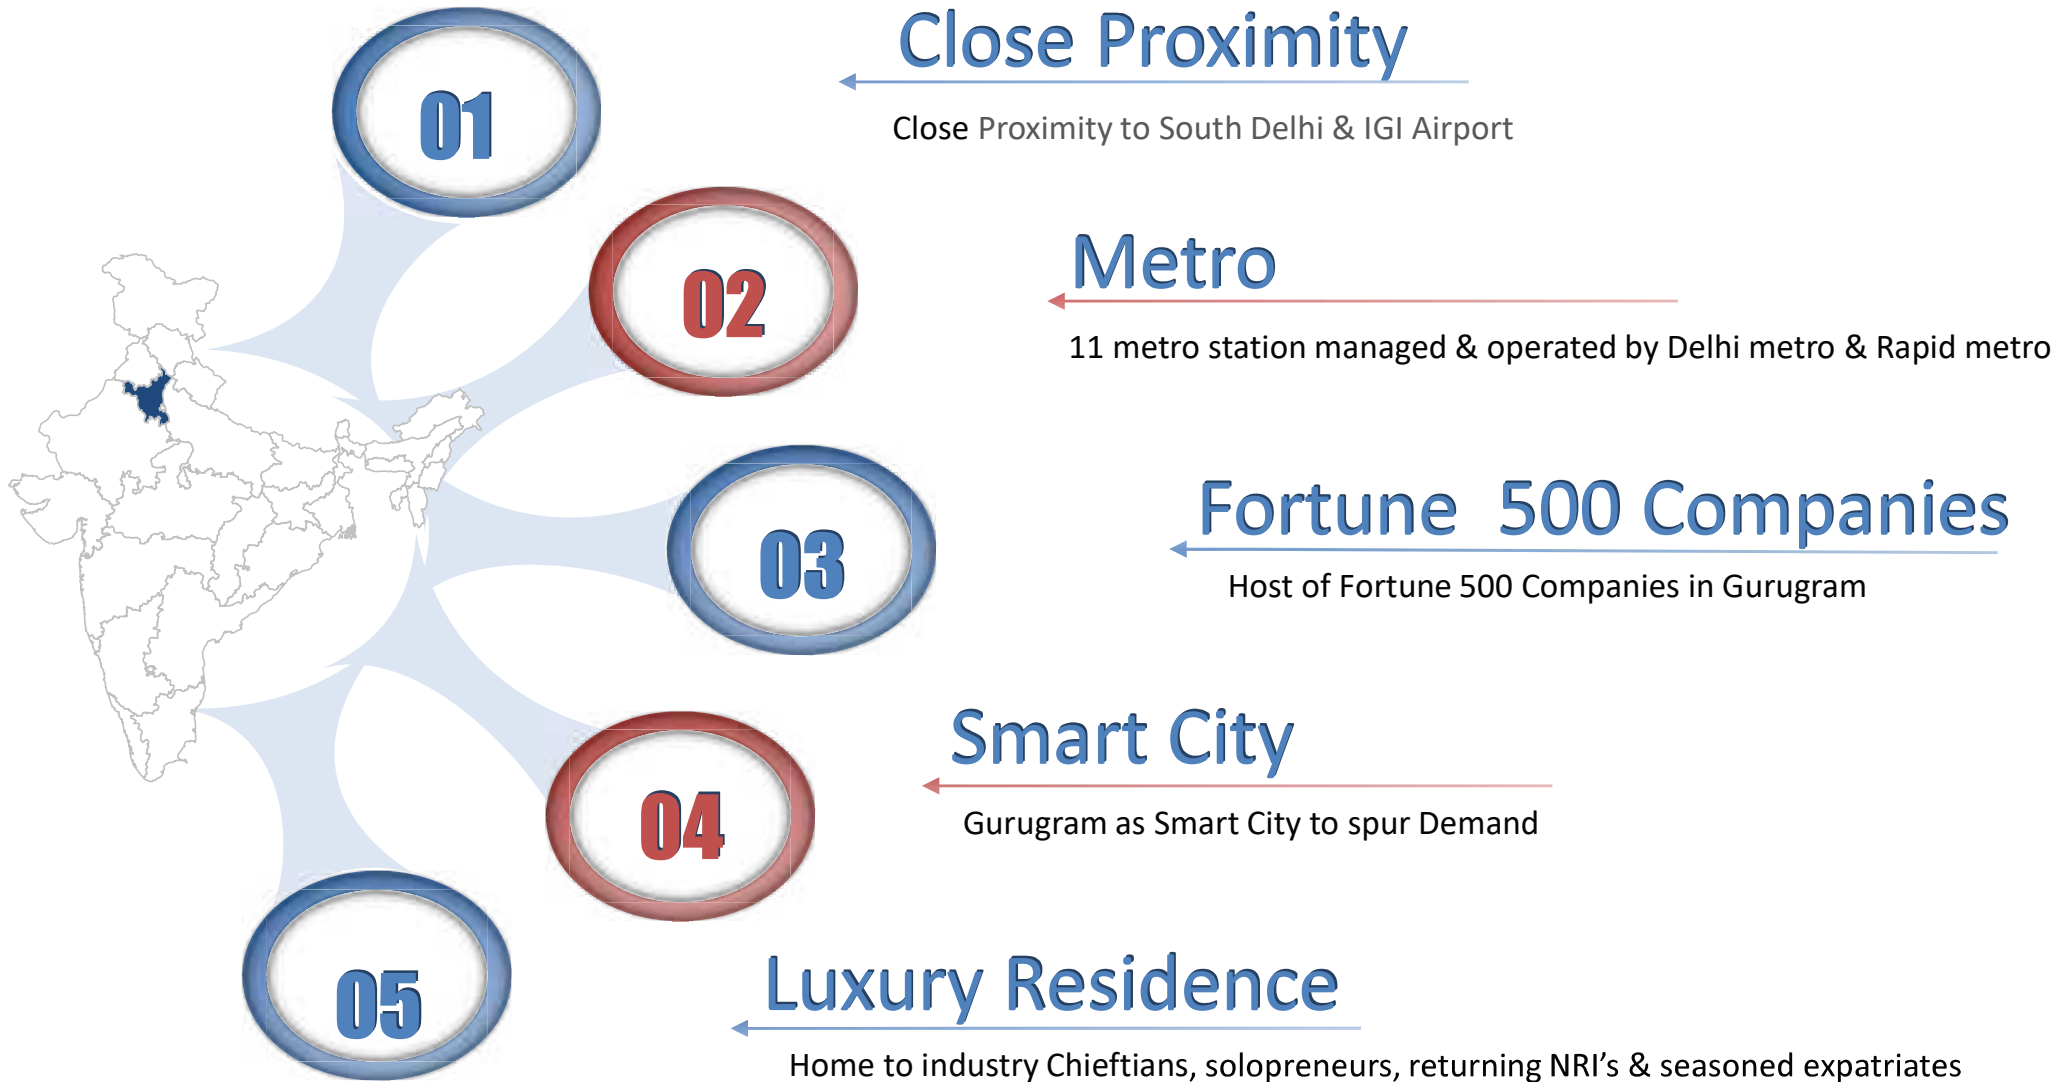 01
Close Proximity
Close Proximity to South Delhi & IGI Airport
02
Metro
11 metro station managed & operated by Delhi metro & Rapid metro
03
Fortune 500 Companies
Host of Fortune 500 Companies in Gurugram
04
Smart City
Gurugram as Smart City to spur Demand
05
Luxury Residence
Home to industry Chieftians, solopreneurs, returning NRI's & seasoned expatriates